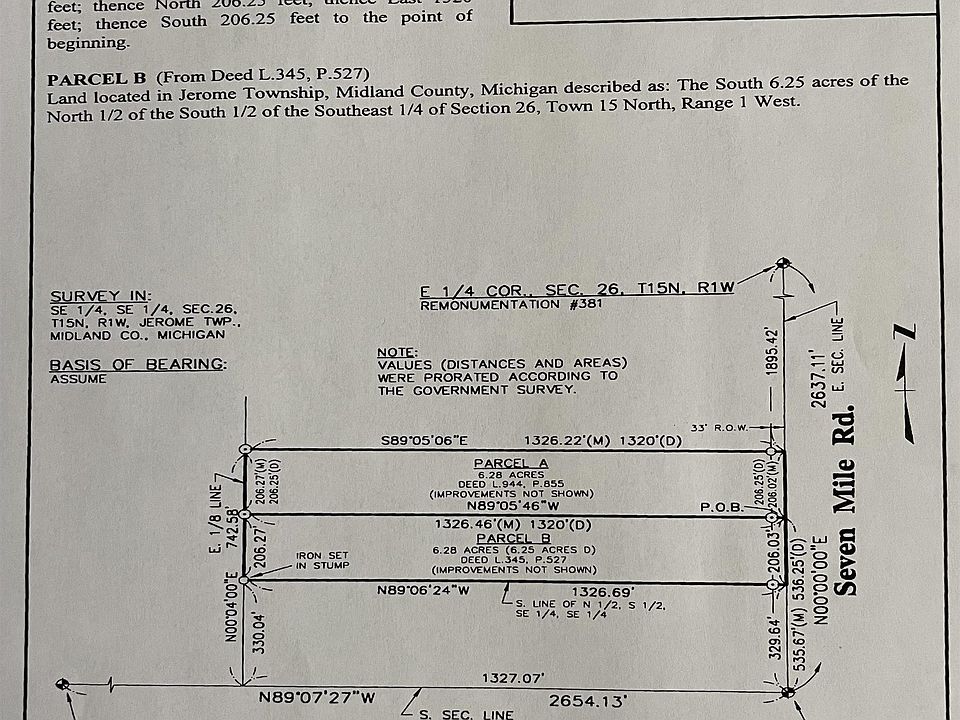 feet; thence North 206.25 feet; thence East 1320
feet; thence South 206.25 feet to the point of
beginning.
PARCEL B (From Deed L.345, P.527)
Land located in Jerome Township, Midland County, Michigan described as: The South 6.25 acres of the
North 1/2 of the South 1/2 of the Southeast 1/4 of Section 26, Town 15 North, Range 1 West.
SURVEY IN:
SE 1/4, SE 1/4, SEC.26,
T15N, R1W, JEROME TWP.,
MIDLAND CO., MICHIGAN
BASIS OF BEARING:
ASSUME
E 1/4 COR., SEC. 26, T15N, R1W
REMONUMENTATION #381
NOTE:
VALUES (DISTANCES AND AREAS)
WERE PRORATED ACCORDING TO
THE GOVERNMENT SURVEY.
1895.42'
2637.11'
E. SEC. LINE
Z
33' R.O.W.
S89°05'06"E 1326.22'(M) 1320'(D)
PARCEL A
6.28 ACRES
DEED L.944, P.855
(IMPROVEMENTS NOT SHOWN)
N89°05'46"W
206.27'(M)
206.25'(D)
206.25'(D)
206.02'(M)
P.O.B.
1326.46'(M) 1320'(D)
PARCEL B
6.28 ACRES (6.25 ACRES D)
DEED L.345, P.527
(IMPROVEMENTS NOT SHOWN)
E. 1/8 LINE
742.58'
206.27'
206.03'
IRON SET
IN STUMP
N89°06'24"W 1326.69'
S. LINE OF N 1/2, S 1/2,
SE 1/4, SE 1/4
N00°04'00"E
330.04'
329.64'
535.67'(M) 536.25'(D)
N00°00'00"E
Seven Mile Rd.
1327.07'
N89°07'27"W 2654.13'
S. SEC. LINE